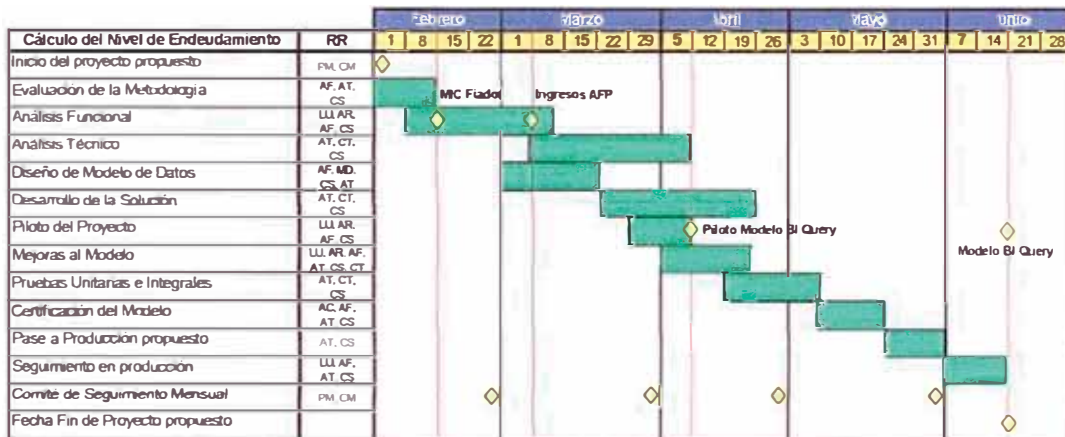 Febrero Marzo Abril Mayo Junio
Cálculo del Nivel de Endeudamiento RR 1 8 15 22 1 8 15 22 29 5 12 19 26 3 10 17 24 31 7 14 21 28
Inicio del proyecto propuesto PM, CM
Evaluación de la Metodología AF, AT, CS MIC Fiador Ingresos AFP
Análisis Funcional LU, AR, AF, CS
Análisis Técnico AT, CT, CS
Diseño de Modelo de Datos AF, MD, CS, AT
Desarrollo de la Solución AT, CT, CS
Piloto del Proyecto LU, AR, AF, CS Piloto Modelo BI Query
Mejoras al Modelo LU, AR, AF, AT, CS, CT Modelo BI Query
Pruebas Unitarias e Integrales AT, CT, CS
Certificación del Modelo AC, AF, AT, CS
Pase a Producción propuesto AT, CS
Seguimiento en producción LU, AF, AT, CS
Comité de Seguimiento Mensual PM, CM
Fecha Fin de Proyecto propuesto